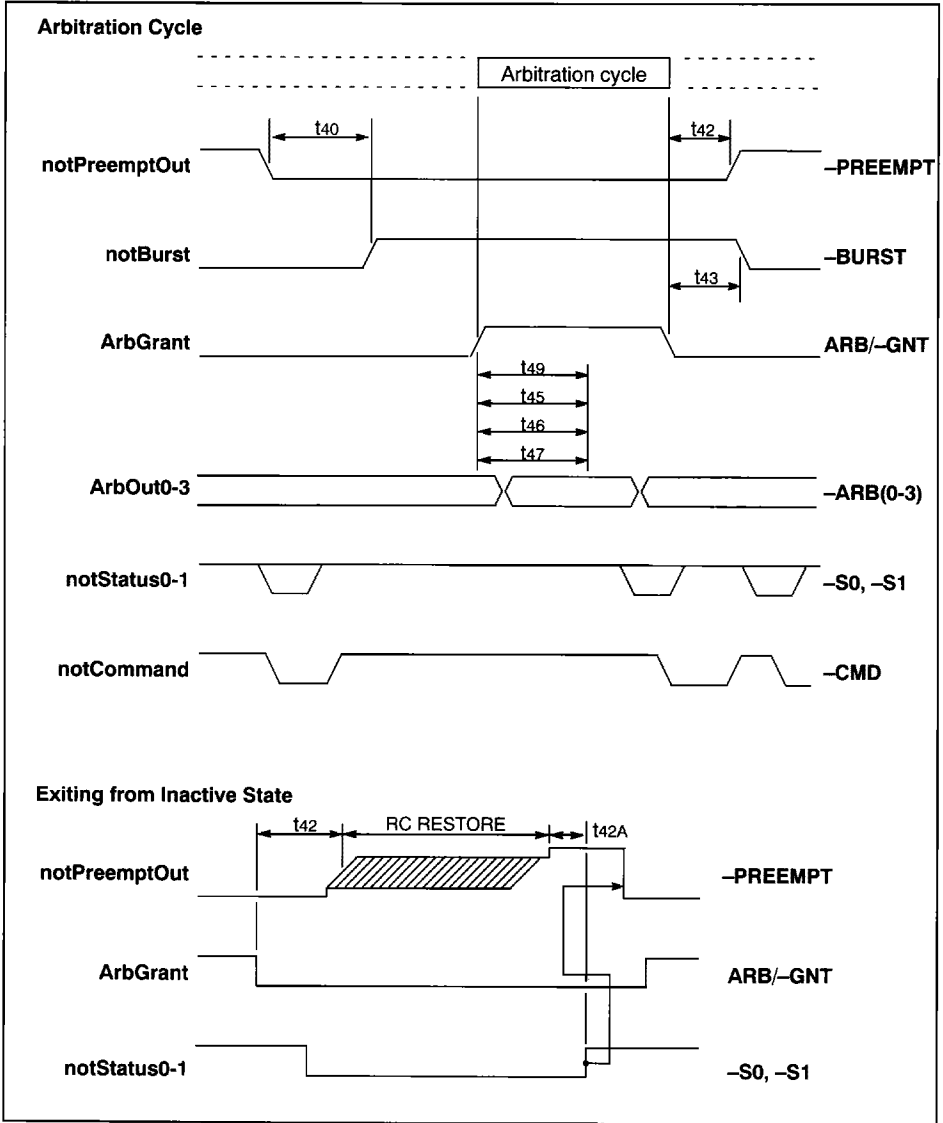 Arbitration Cycle
Arbitration cycle
t40
t42
notPreemptOut
–PREEMPT
notBurst
–BURST
t43
ArbGrant
ARB/–GNT
t49
t45
t46
t47
ArbOut0-3
–ARB(0-3)
notStatus0-1
–S0, –S1
notCommand
–CMD
Exiting from Inactive State
t42
RC RESTORE
t42A
notPreemptOut
–PREEMPT
ArbGrant
ARB/–GNT
notStatus0-1
–S0, –S1